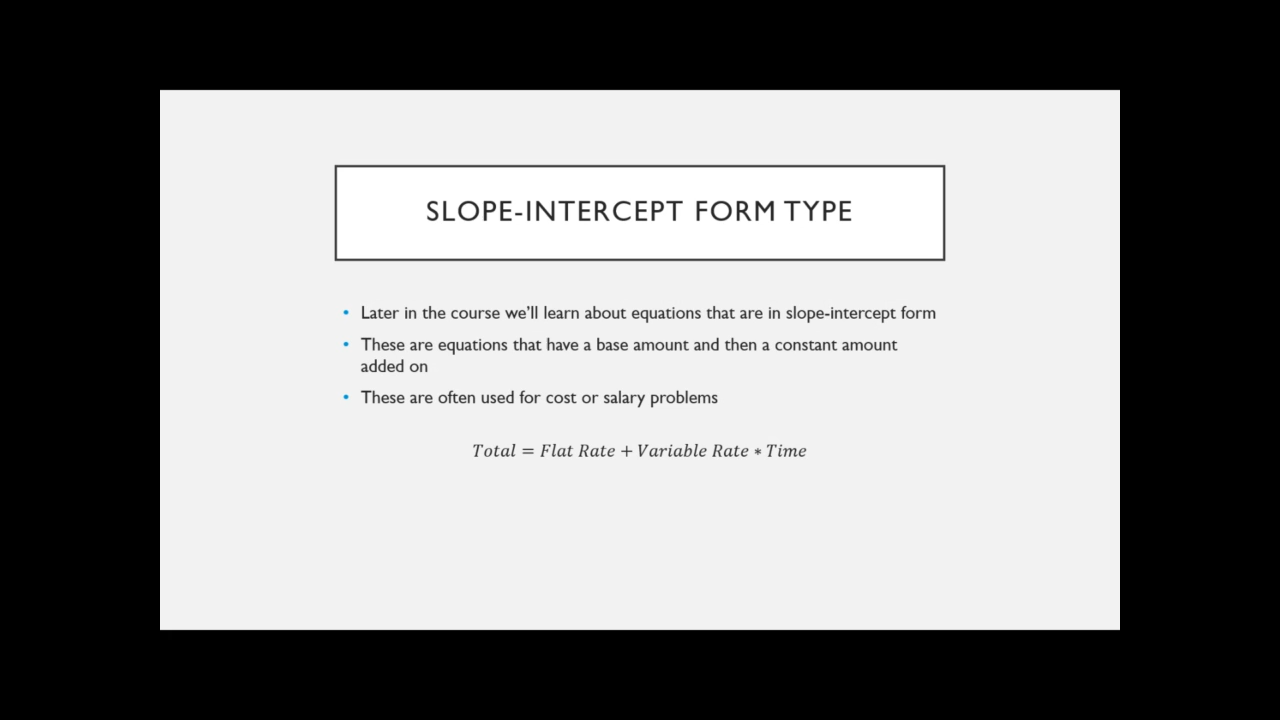 SLOPE-INTERCEPT FORM TYPE
• Later in the course we'll learn about equations that are in slope-intercept form
• These are equations that have a base amount and then a constant amount
added on
• These are often used for cost or salary problems
Total = Flat Rate + Variable Rate ∗ Time